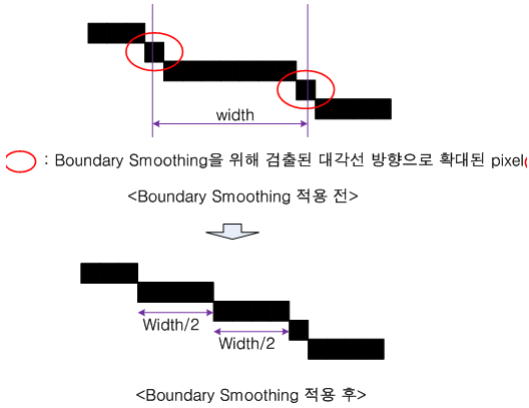 width
: Boundary Smoothing을 위해 검출된 대각선 방향으로 확대된 pixel
<Boundary Smoothing 적용 전>
Width/2
Width/2
<Boundary Smoothing 적용 후>